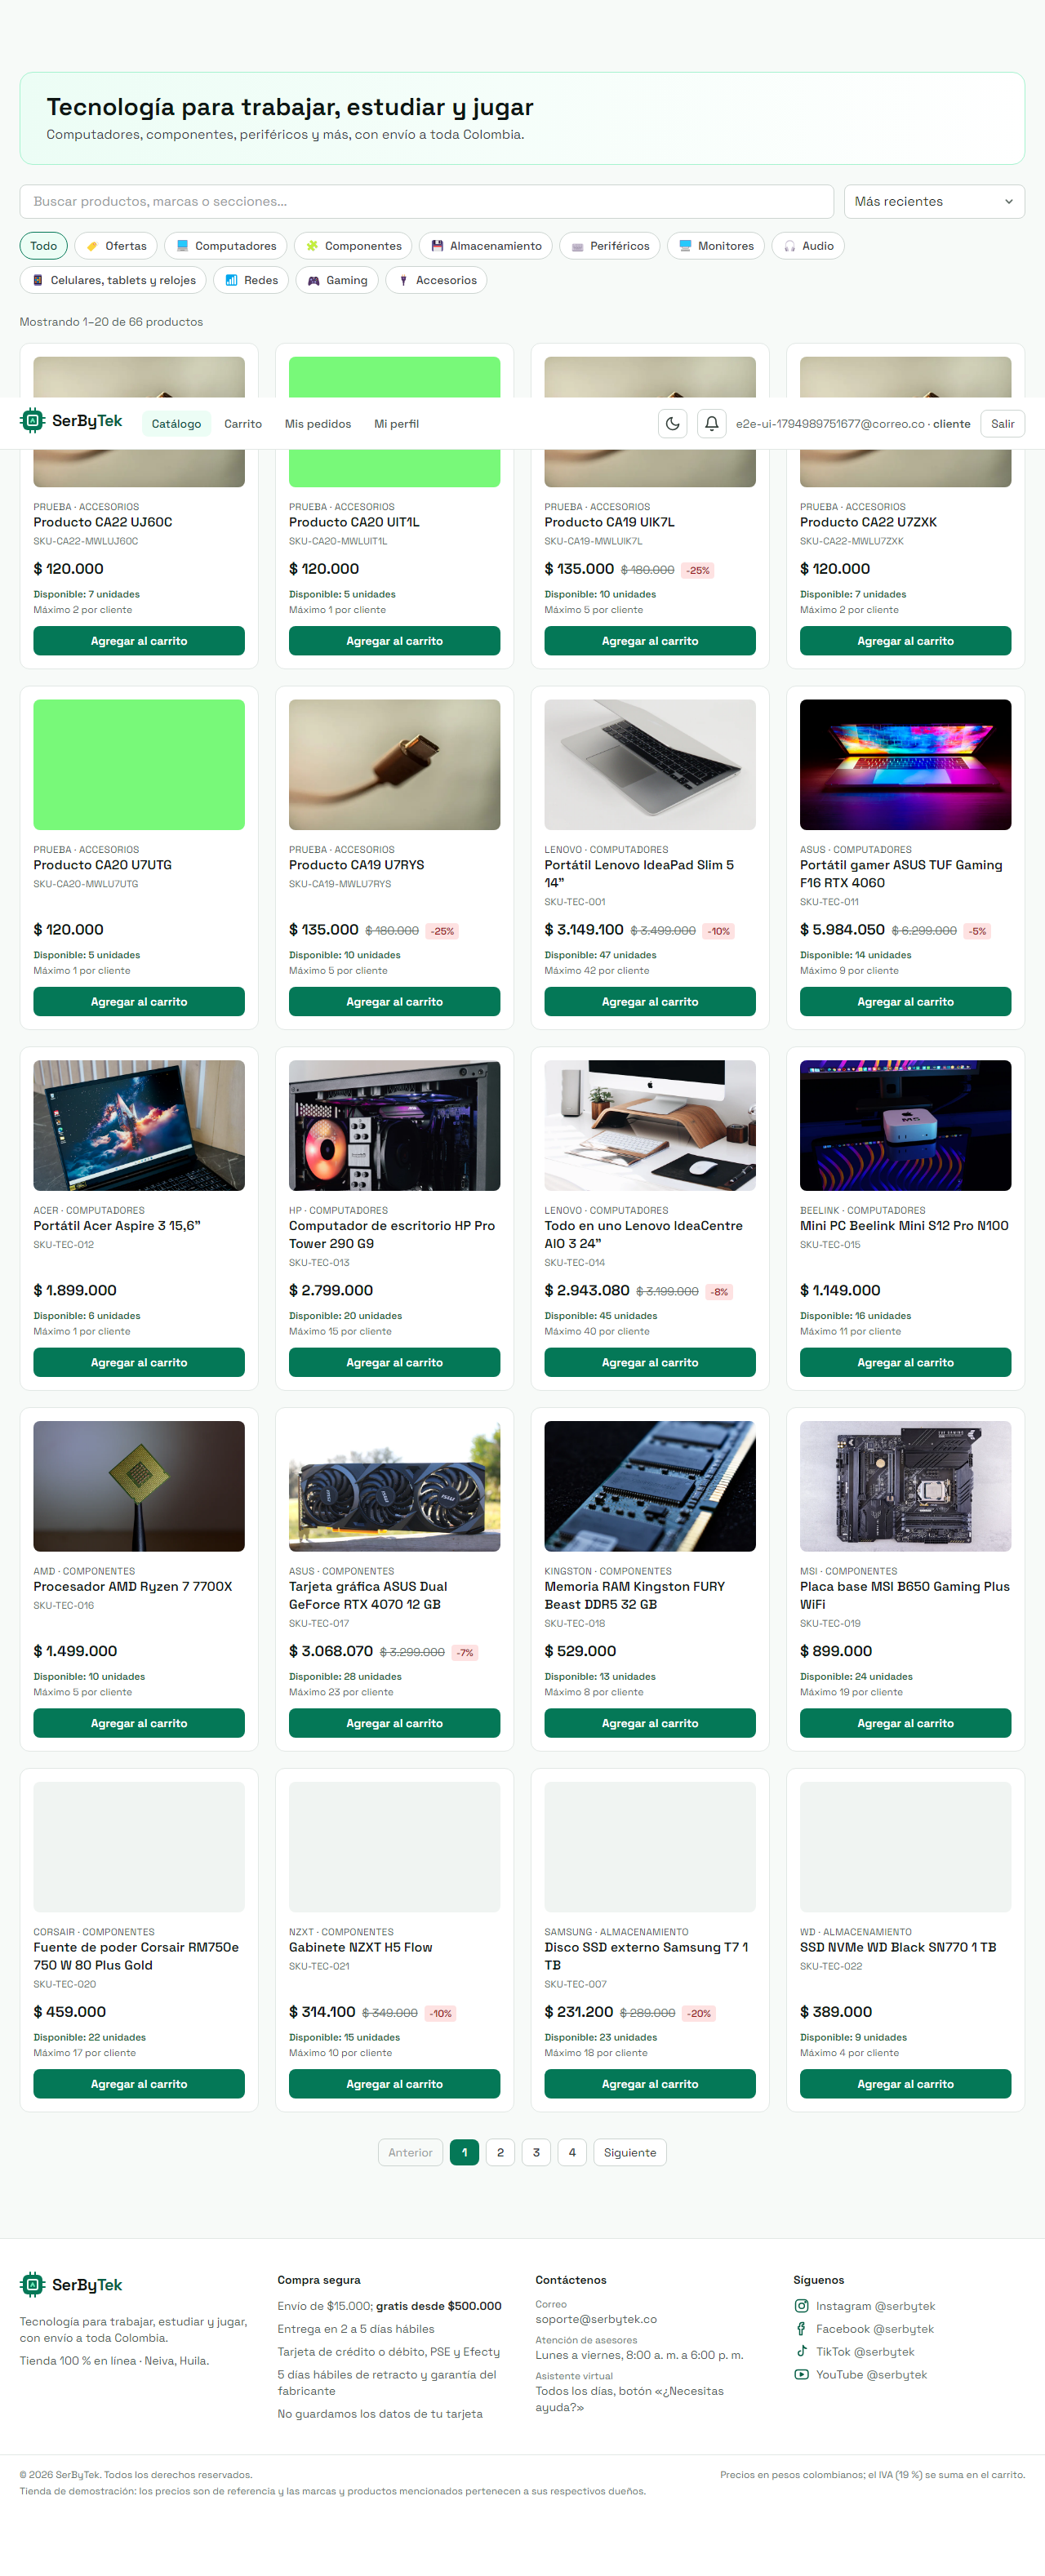 Tecnología para trabajar, estudiar y jugar
Computadores, componentes, periféricos y más, con envío a toda Colombia.
Buscar productos, marcas o secciones...
Más recientes
Todo
Ofertas
Computadores
Componentes
Almacenamiento
Periféricos
Monitores
Audio
Celulares, tablets y relojes
Redes
Gaming
Accesorios
Mostrando 1–20 de 66 productos
SerByTek
Catálogo
Carrito
Mis pedidos
Mi perfil
e2e-ui-1794989751677@correo.co · cliente
Salir
PRUEBA · ACCESORIOS
Producto CA22 UJ60C
SKU-CA22-MWLUJ60C
$ 120.000
Disponible: 7 unidades
Máximo 2 por cliente
Agregar al carrito
PRUEBA · ACCESORIOS
Producto CA20 UIT1L
SKU-CA20-MWLUIT1L
$ 120.000
Disponible: 5 unidades
Máximo 1 por cliente
Agregar al carrito
PRUEBA · ACCESORIOS
Producto CA19 UIK7L
SKU-CA19-MWLUIK7L
$ 135.000 $ 180.000 -25%
Disponible: 10 unidades
Máximo 5 por cliente
Agregar al carrito
PRUEBA · ACCESORIOS
Producto CA22 U7ZXK
SKU-CA22-MWLU7ZXK
$ 120.000
Disponible: 7 unidades
Máximo 2 por cliente
Agregar al carrito
PRUEBA · ACCESORIOS
Producto CA20 U7UTG
SKU-CA20-MWLU7UTG
$ 120.000
Disponible: 5 unidades
Máximo 1 por cliente
Agregar al carrito
PRUEBA · ACCESORIOS
Producto CA19 U7RYS
SKU-CA19-MWLU7RYS
$ 135.000 $ 180.000 -25%
Disponible: 10 unidades
Máximo 5 por cliente
Agregar al carrito
LENOVO · COMPUTADORES
Portátil Lenovo IdeaPad Slim 5
14"
SKU-TEC-001
$ 3.149.100 $ 3.499.000 -10%
Disponible: 47 unidades
Máximo 42 por cliente
Agregar al carrito
ASUS · COMPUTADORES
Portátil gamer ASUS TUF Gaming
F16 RTX 4060
SKU-TEC-011
$ 5.984.050 $ 6.299.000 -5%
Disponible: 14 unidades
Máximo 9 por cliente
Agregar al carrito
ACER · COMPUTADORES
Portátil Acer Aspire 3 15,6"
SKU-TEC-012
$ 1.899.000
Disponible: 6 unidades
Máximo 1 por cliente
Agregar al carrito
HP · COMPUTADORES
Computador de escritorio HP Pro
Tower 290 G9
SKU-TEC-013
$ 2.799.000
Disponible: 20 unidades
Máximo 15 por cliente
Agregar al carrito
LENOVO · COMPUTADORES
Todo en uno Lenovo IdeaCentre
AIO 3 24"
SKU-TEC-014
$ 2.943.080 $ 3.199.000 -8%
Disponible: 45 unidades
Máximo 40 por cliente
Agregar al carrito
M5
BEELINK · COMPUTADORES
Mini PC Beelink Mini S12 Pro N100
SKU-TEC-015
$ 1.149.000
Disponible: 16 unidades
Máximo 11 por cliente
Agregar al carrito
AMD · COMPONENTES
Procesador AMD Ryzen 7 7700X
SKU-TEC-016
$ 1.499.000
Disponible: 10 unidades
Máximo 5 por cliente
Agregar al carrito
ASUS · COMPONENTES
Tarjeta gráfica ASUS Dual
GeForce RTX 4070 12 GB
SKU-TEC-017
$ 3.068.070 $ 3.299.000 -7%
Disponible: 28 unidades
Máximo 23 por cliente
Agregar al carrito
KINGSTON · COMPONENTES
Memoria RAM Kingston FURY
Beast DDR5 32 GB
SKU-TEC-018
$ 529.000
Disponible: 13 unidades
Máximo 8 por cliente
Agregar al carrito
MSI · COMPONENTES
Placa base MSI B650 Gaming Plus
WiFi
SKU-TEC-019
$ 899.000
Disponible: 24 unidades
Máximo 19 por cliente
Agregar al carrito
CORSAIR · COMPONENTES
Fuente de poder Corsair RM750e
750 W 80 Plus Gold
SKU-TEC-020
$ 459.000
Disponible: 22 unidades
Máximo 17 por cliente
Agregar al carrito
NZXT · COMPONENTES
Gabinete NZXT H5 Flow
SKU-TEC-021
$ 314.100 $ 349.000 -10%
Disponible: 15 unidades
Máximo 10 por cliente
Agregar al carrito
SAMSUNG · ALMACENAMIENTO
Disco SSD externo Samsung T7 1
TB
SKU-TEC-007
$ 231.200 $ 289.000 -20%
Disponible: 23 unidades
Máximo 18 por cliente
Agregar al carrito
WD · ALMACENAMIENTO
SSD NVMe WD Black SN770 1 TB
SKU-TEC-022
$ 389.000
Disponible: 9 unidades
Máximo 4 por cliente
Agregar al carrito
Anterior 1 2 3 4 Siguiente
SerByTek
Tecnología para trabajar, estudiar y jugar,
con envío a toda Colombia.
Tienda 100 % en línea · Neiva, Huila.
Compra segura
Envío de $15.000; gratis desde $500.000
Entrega en 2 a 5 días hábiles
Tarjeta de crédito o débito, PSE y Efecty
5 días hábiles de retracto y garantía del
fabricante
No guardamos los datos de tu tarjeta
Contáctenos
Correo
soporte@serbytek.co
Atención de asesores
Lunes a viernes, 8:00 a. m. a 6:00 p. m.
Asistente virtual
Todos los días, botón «¿Necesitas
ayuda?»
Síguenos
Instagram @serbytek
Facebook @serbytek
TikTok @serbytek
YouTube @serbytek
© 2026 SerByTek. Todos los derechos reservados.
Precios en pesos colombianos; el IVA (19 %) se suma en el carrito.
Tienda de demostración: los precios son de referencia y las marcas y productos mencionados pertenecen a sus respectivos dueños.